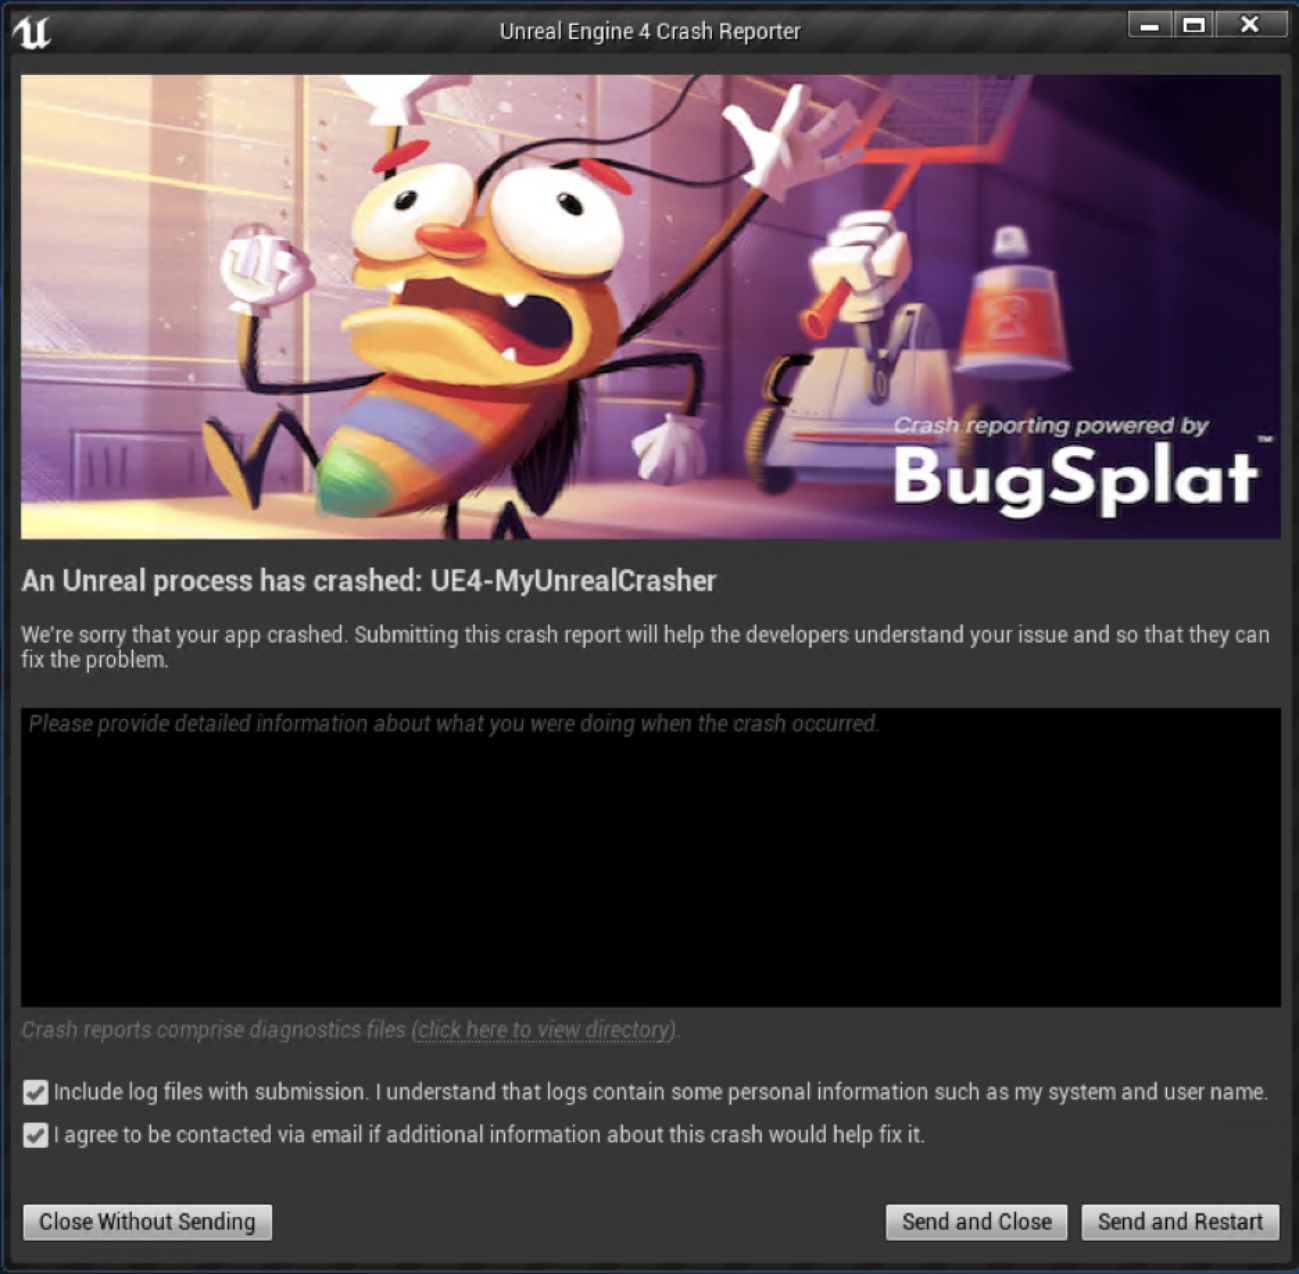 Unreal Engine 4 Crash Reporter
Crash reporting powered by
BugSplat™
An Unreal process has crashed: UE4-MyUnrealCrasher
We're sorry that your app crashed. Submitting this crash report will help the developers understand your issue and so that they can
fix the problem.
Please provide detailed information about what you were doing when the crash occurred.
Crash reports comprise diagnostics files (click here to view directory).
Include log files with submission. I understand that logs contain some personal information such as my system and user name.
I agree to be contacted via email if additional information about this crash would help fix it.
Close Without Sending
Send and Close
Send and Restart